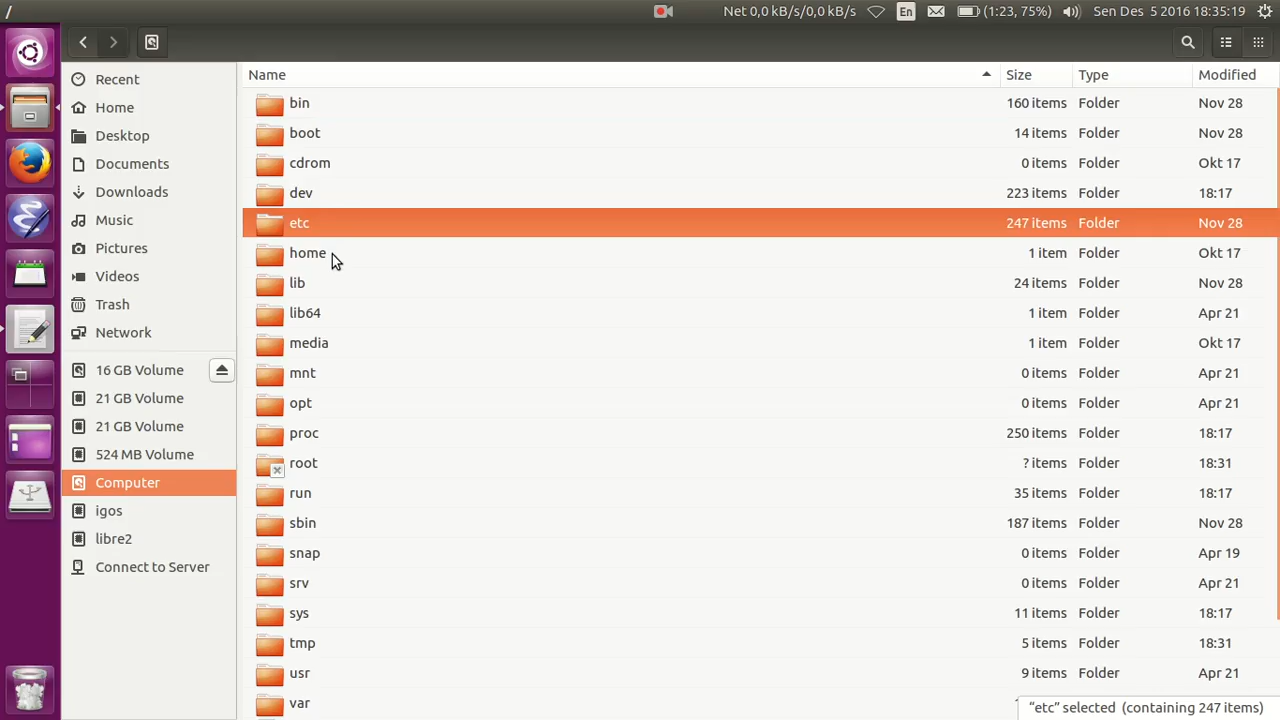 /
Net 0,0 kB/s/0,0 kB/s En (1:23, 75%) Sen Des 5 2016 18:35:19
Recent
Home
Desktop
Documents
Downloads
Music
Pictures
Videos
Trash
Network
16 GB Volume
21 GB Volume
21 GB Volume
524 MB Volume
Computer
igos
libre2
Connect to Server
Name Size Type Modified
bin 160 items Folder Nov 28
boot 14 items Folder Nov 28
cdrom 0 items Folder Okt 17
dev 223 items Folder 18:17
etc 247 items Folder Nov 28
home 1 item Folder Okt 17
lib 24 items Folder Nov 28
lib64 1 item Folder Apr 21
media 1 item Folder Okt 17
mnt 0 items Folder Apr 21
opt 0 items Folder Apr 21
proc 250 items Folder 18:17
root ? items Folder 18:31
run 35 items Folder 18:17
sbin 187 items Folder Nov 28
snap 0 items Folder Apr 19
srv 0 items Folder Apr 21
sys 11 items Folder 18:17
tmp 5 items Folder 18:31
usr 9 items Folder Apr 21
var
“etc” selected (containing 247 items)